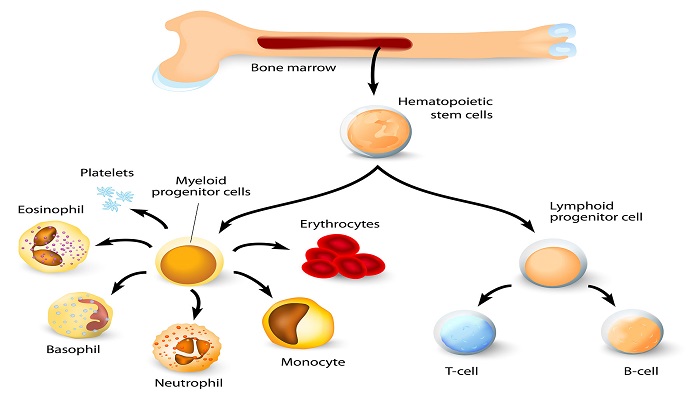 Bone marrow
Hematopoietic
stem cells
Platelets
Myeloid
progenitor cells
Eosinophil
Erythrocytes
Lymphoid
progenitor cell
Basophil
Neutrophil
Monocyte
T-cell
B-cell